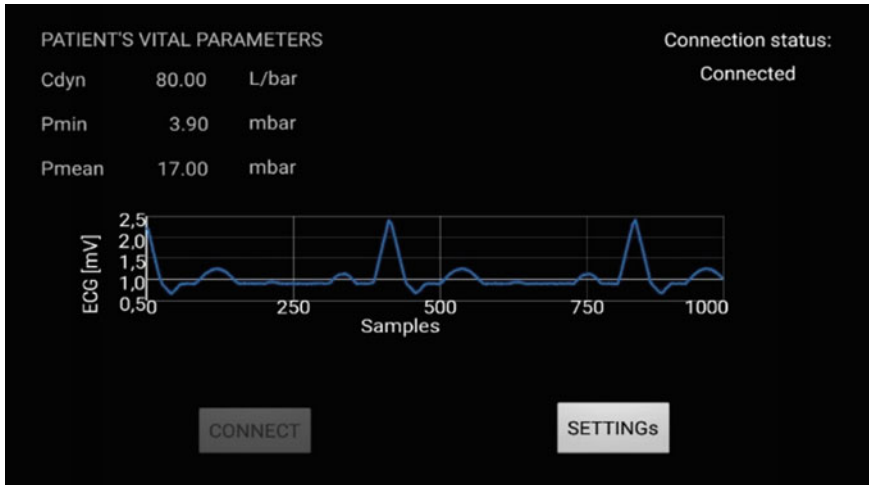 PATIENT'S VITAL PARAMETERS
Connection status:
Connected
Cdyn 80.00 L/bar
Pmin 3.90 mbar
Pmean 17.00 mbar
ECG [mV]
2,5
2,0
1,5
1,0
0,50
0 250 500 750 1000
Samples
CONNECT
SETTINGs